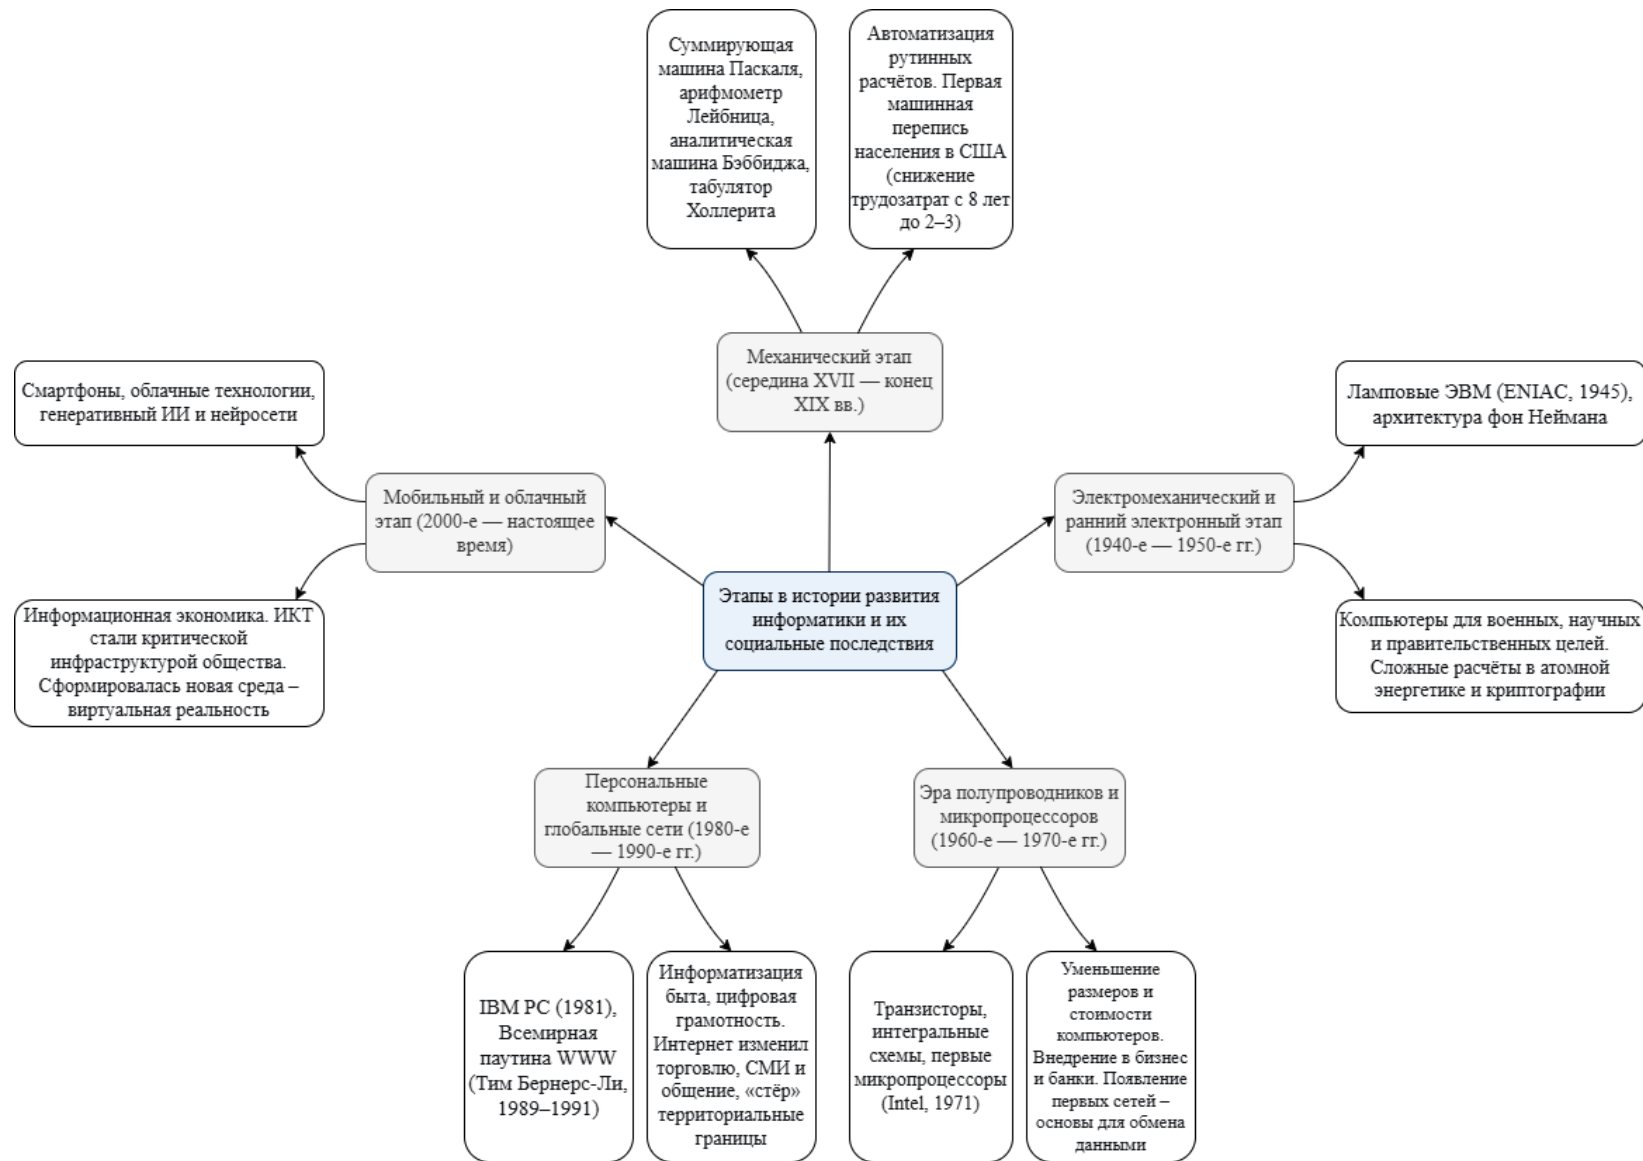 Суммирующая
машина Паскаля,
арифмометр
Лейбница,
аналитическая
машина Бэббиджа,
табулятор
Холлерита
Автоматизация
рутинных
расчётов. Первая
машинная
перепись
населения в США
(снижение
трудозатрат с 8 лет
до 2–3)
Механический этап
(середина XVII — конец
XIX вв.)
Смартфоны, облачные технологии,
генеративный ИИ и нейросети
Ламповые ЭВМ (ENIAC, 1945),
архитектура фон Неймана
Мобильный и облачный
этап (2000-е — настоящее
время)
Электромеханический и
ранний электронный этап
(1940-е — 1950-е гг.)
Этапы в истории развития
информатики и их
социальные последствия
Информационная экономика. ИКТ
стали критической
инфраструктурой общества.
Сформировалась новая среда –
виртуальная реальность
Компьютеры для военных, научных
и правительственных целей.
Сложные расчёты в атомной
энергетике и криптографии
Персональные
компьютеры и
глобальные сети (1980-е
— 1990-е гг.)
Эра полупроводников и
микропроцессоров
(1960-е — 1970-е гг.)
IBM PC (1981),
Всемирная
паутина WWW
(Тим Бернерс-Ли,
1989–1991)
Информатизация
быта, цифровая
грамотность.
Интернет изменил
торговлю, СМИ и
общение, «стёр»
территориальные
границы
Транзисторы,
интегральные
схемы, первые
микропроцессоры
(Intel, 1971)
Уменьшение
размеров и
стоимости
компьютеров.
Внедрение в бизнес
и банки. Появление
первых сетей –
основы для обмена
данными